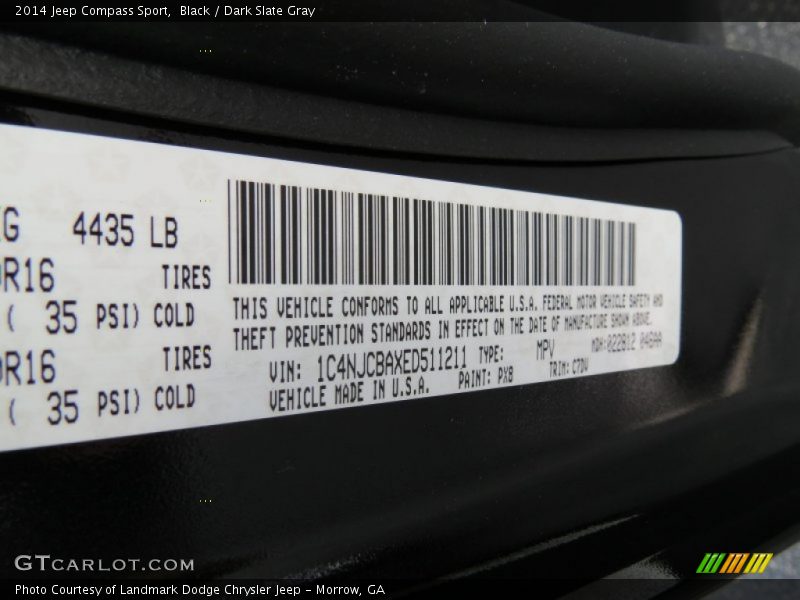 2014 Jeep Compass Sport,  Black / Dark Slate Gray
G 4435 LB
R16 TIRES
( 35 PSI) COLD
R16 TIRES
( 35 PSI) COLD
THIS VEHICLE CONFORMS TO ALL APPLICABLE U.S.A. FEDERAL MOTOR VEHICLE SAFETY AND
THEFT PREVENTION STANDARDS IN EFFECT ON THE DATE OF MANUFACTURE SHOWN ABOVE.
VIN: 1C4NJCBAXED511211 TYPE: MPV MDH:022812 046AA
VEHICLE MADE IN U.S.A. PAINT: PX8 TRIM: C7DV
GTCARLOT.COM
Photo Courtesy of Landmark Dodge Chrysler Jeep – Morrow, GA